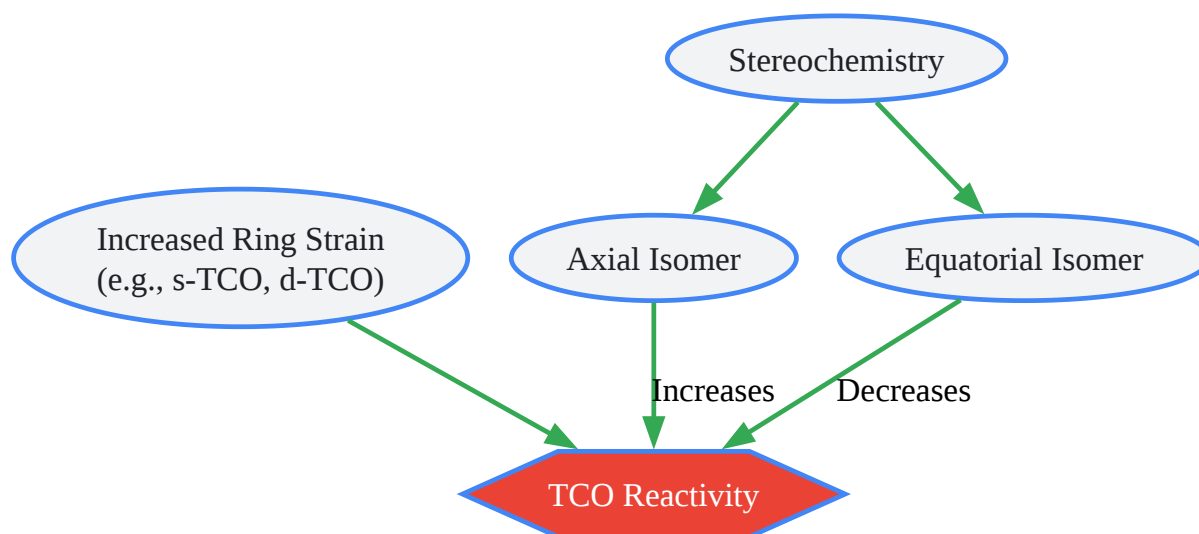 Stereochemistry
Increased Ring Strain
(e.g., s-TCO, d-TCO)
Axial Isomer
Equatorial Isomer
Increases
Decreases
TCO Reactivity